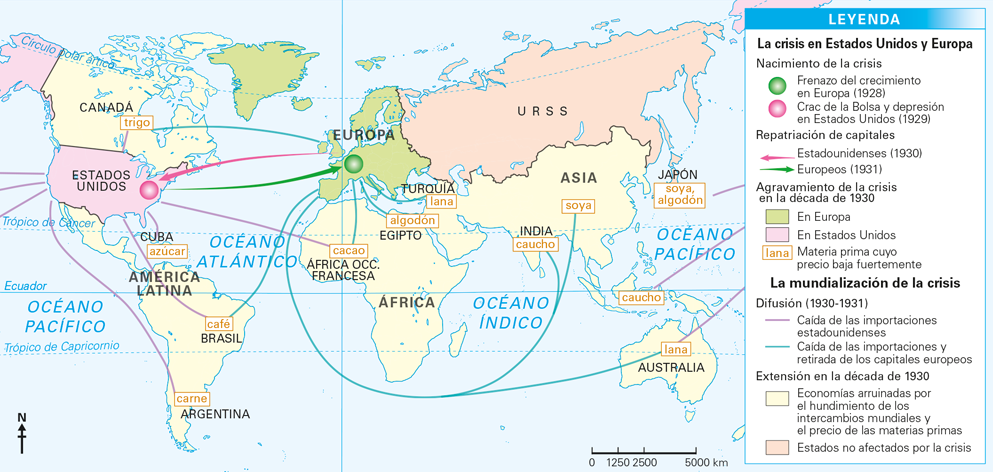 Círculo polar ártico
CANADÁ
trigo
ESTADOS
UNIDOS
Trópico de Cáncer
CUBA
azúcar
OCÉANO
ATLÁNTICO
AMÉRICA
LATINA
Ecuador
OCÉANO
PACÍFICO
Trópico de Capricornio
café
BRASIL
carne
ARGENTINA
N
EUROPA
TURQUÍA
lana
algodón
EGIPTO
cacao
ÁFRICA OCC.
FRANCESA
ÁFRICA
URSS
ASIA
soya
INDIA
caucho
JAPÓN
soya,
algodón
OCÉANO
PACÍFICO
OCÉANO
ÍNDICO
caucho
lana
AUSTRALIA
0 1250 2500 5000 km
LEYENDA
La crisis en Estados Unidos y Europa
Nacimiento de la crisis
Frenazo del crecimiento
en Europa (1928)
Crac de la Bolsa y depresión
en Estados Unidos (1929)
Repatriación de capitales
Estadounidenses (1930)
Europeos (1931)
Agravamiento de la crisis
en la década de 1930
En Europa
En Estados Unidos
lana
Materia prima cuyo
precio baja fuertemente
La mundialización de la crisis
Difusión (1930-1931)
Caída de las importaciones
estadounidenses
Caída de las importaciones y
retirada de los capitales europeos
Extensión en la década de 1930
Economías arruinadas por
el hundimiento de los
intercambios mundiales y
el precio de las materias primas
Estados no afectados por la crisis